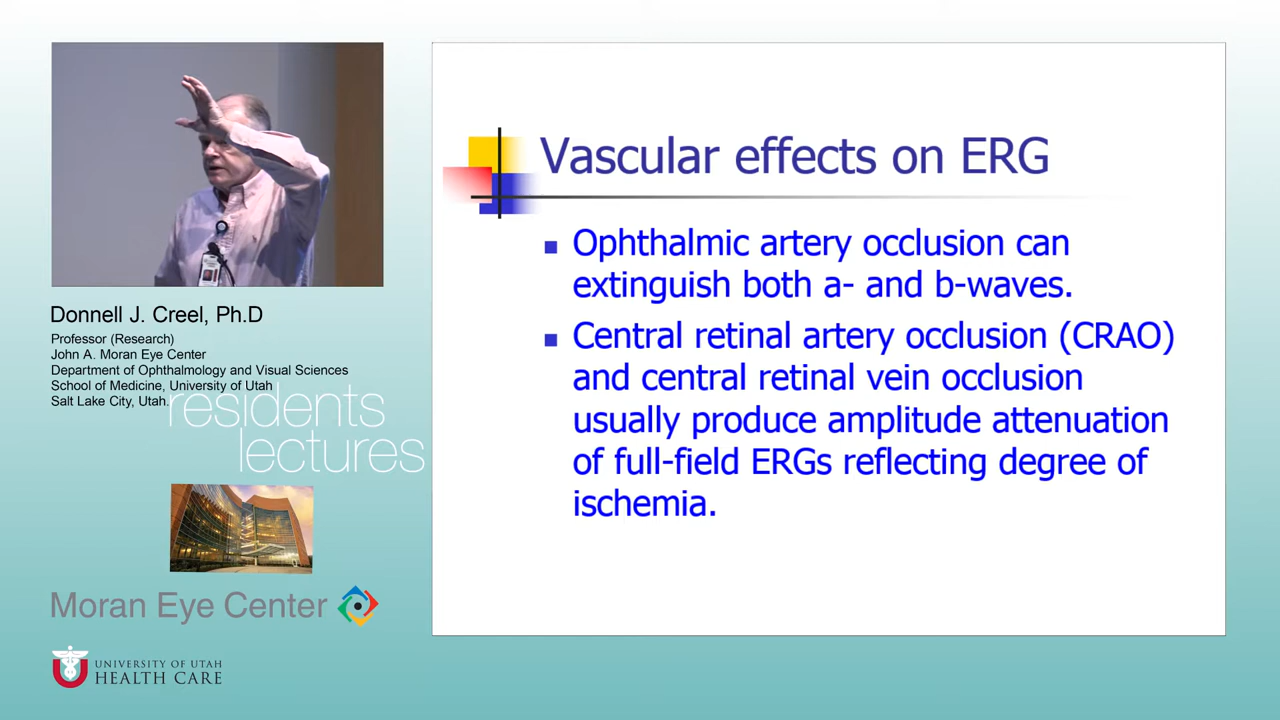 Vascular effects on ERG
Ophthalmic artery occlusion can
extinguish both a- and b-waves.
Central retinal artery occlusion (CRAO)
and central retinal vein occlusion
usually produce amplitude attenuation
of full-field ERGs reflecting degree of
ischemia.
Donnell J. Creel, Ph.D
Professor (Research)
John A. Moran Eye Center
Department of Ophthalmology and Visual Sciences
School of Medicine, University of Utah
Salt Lake City, Utah.
residents
lectures
Moran Eye Center
UNIVERSITY OF UTAH
HEALTH CARE